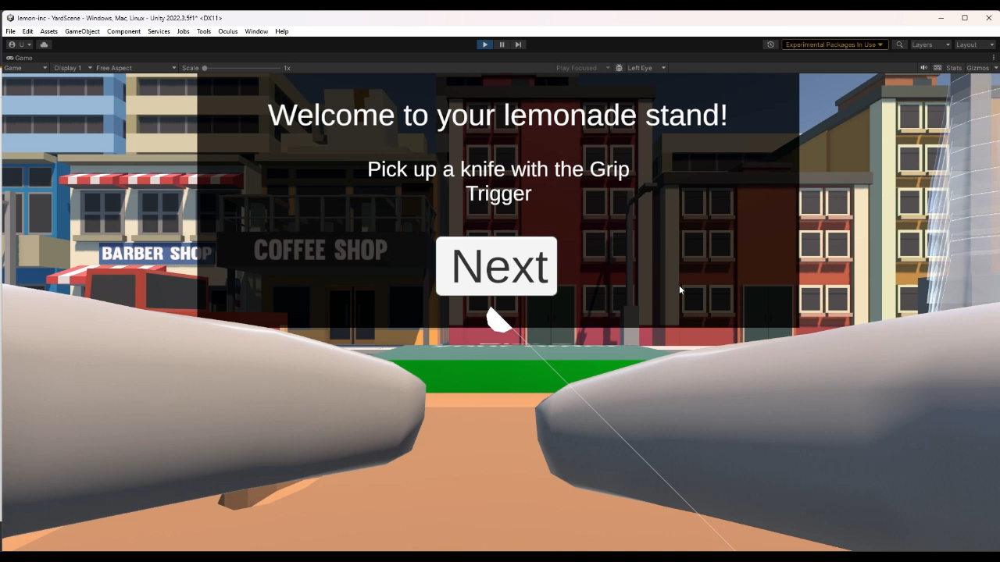 lemon-inc - YardScene - Windows, Mac, Linux - Unity 2022.3.5f1* <DX11>
File Edit Assets GameObject Component Services Jobs Tools Oculus Window Help
U Experimental Packages In Use Layers Layout
Game
Game Display 1 Free Aspect Scale 1x Play Focused Left Eye Stats Gizmos
Welcome to your lemonade stand!
Pick up a knife with the Grip
Trigger
BARBER SHOP
COFFEE SHOP
Next